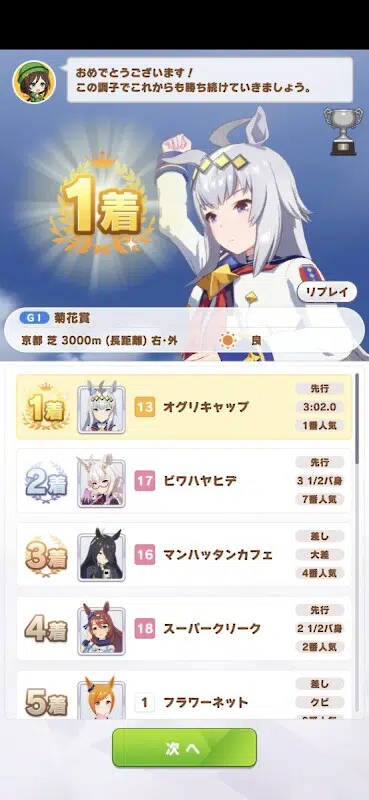 おめでとうございます!
この調子でこれからも勝ち続けていきましょう。
1着
リプレイ
GI 菊花賞
京都 芝 3000m (長距離) 右・外 良
1着 13 オグリキャップ 先行
3:02.0
1番人気
2着 17 ビワハヤヒデ 先行
3 1/2バ身
7番人気
3着 16 マンハッタンカフェ 差し
大差
4番人気
4着 18 スーパークリーク 先行
2 1/2バ身
2番人気
5着 1 フラワーネット 差し
クビ
次へ